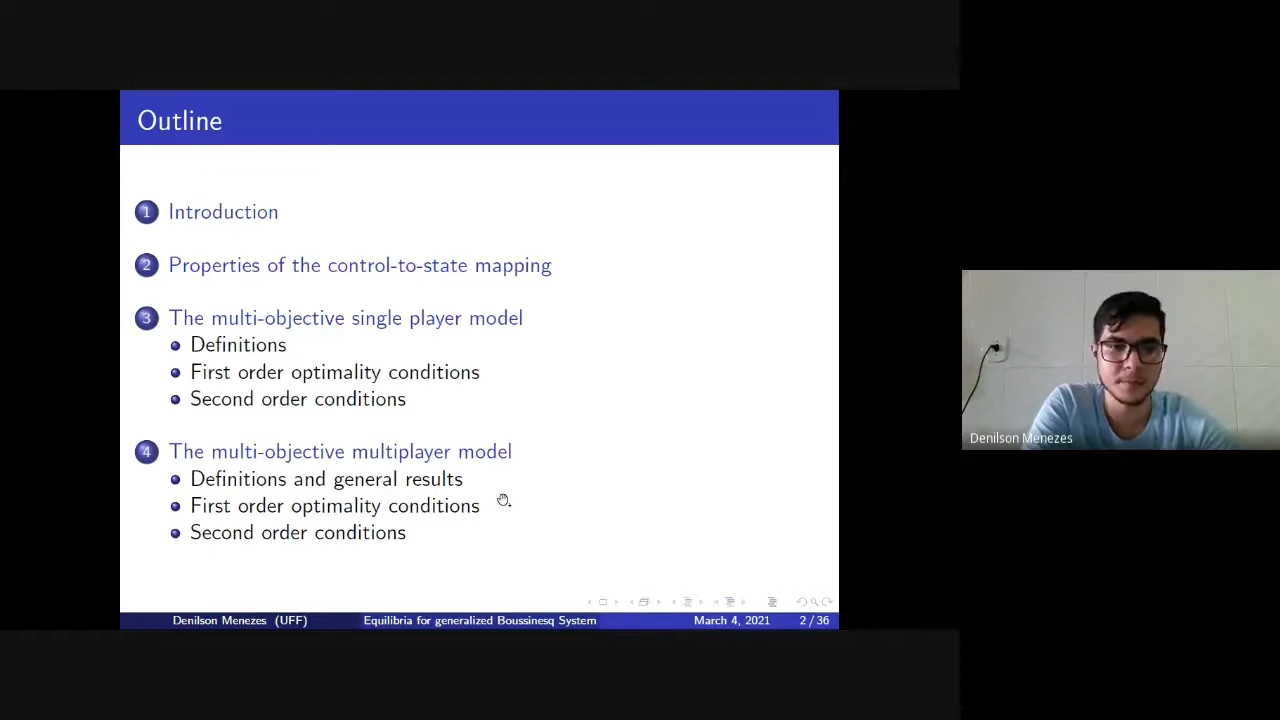 Outline
1 Introduction
2 Properties of the control-to-state mapping
3 The multi-objective single player model
Definitions
First order optimality conditions
Second order conditions
4 The multi-objective multiplayer model
Definitions and general results
First order optimality conditions
Second order conditions
Denilson Menezes (UFF) Equilibria for generalized Boussinesq System March 4, 2021 2 / 36
Denilson Menezes